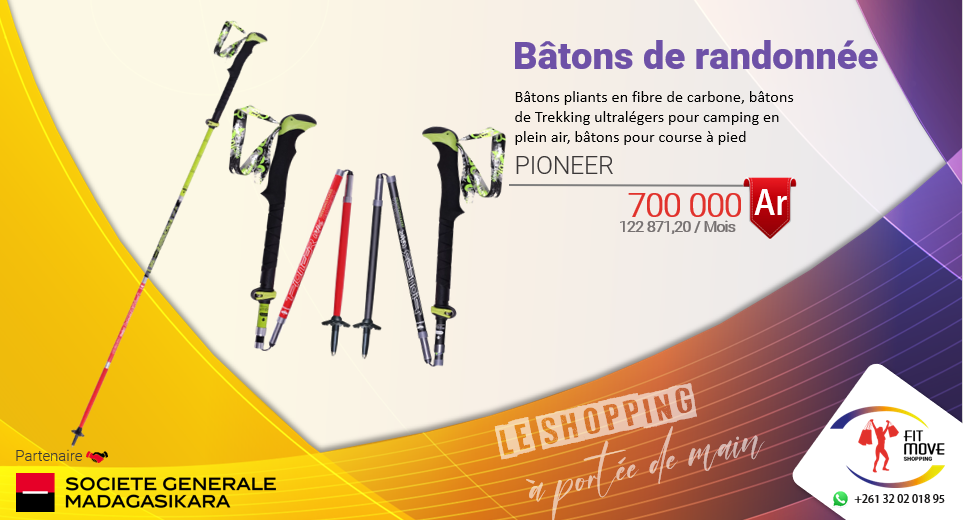 Bâtons de randonnée
Bâtons pliants en fibre de carbone, bâtons
de Trekking ultralégers pour camping en
plein air, bâtons pour course à pied
PIONEER
700 000 Ar
122 871,20 / Mois
LE SHOPPING
à portée de main
Partenaire
SOCIETE GENERALE
MADAGASIKARA
FIT
MOVE
SHOPPING
+261 32 02 018 95